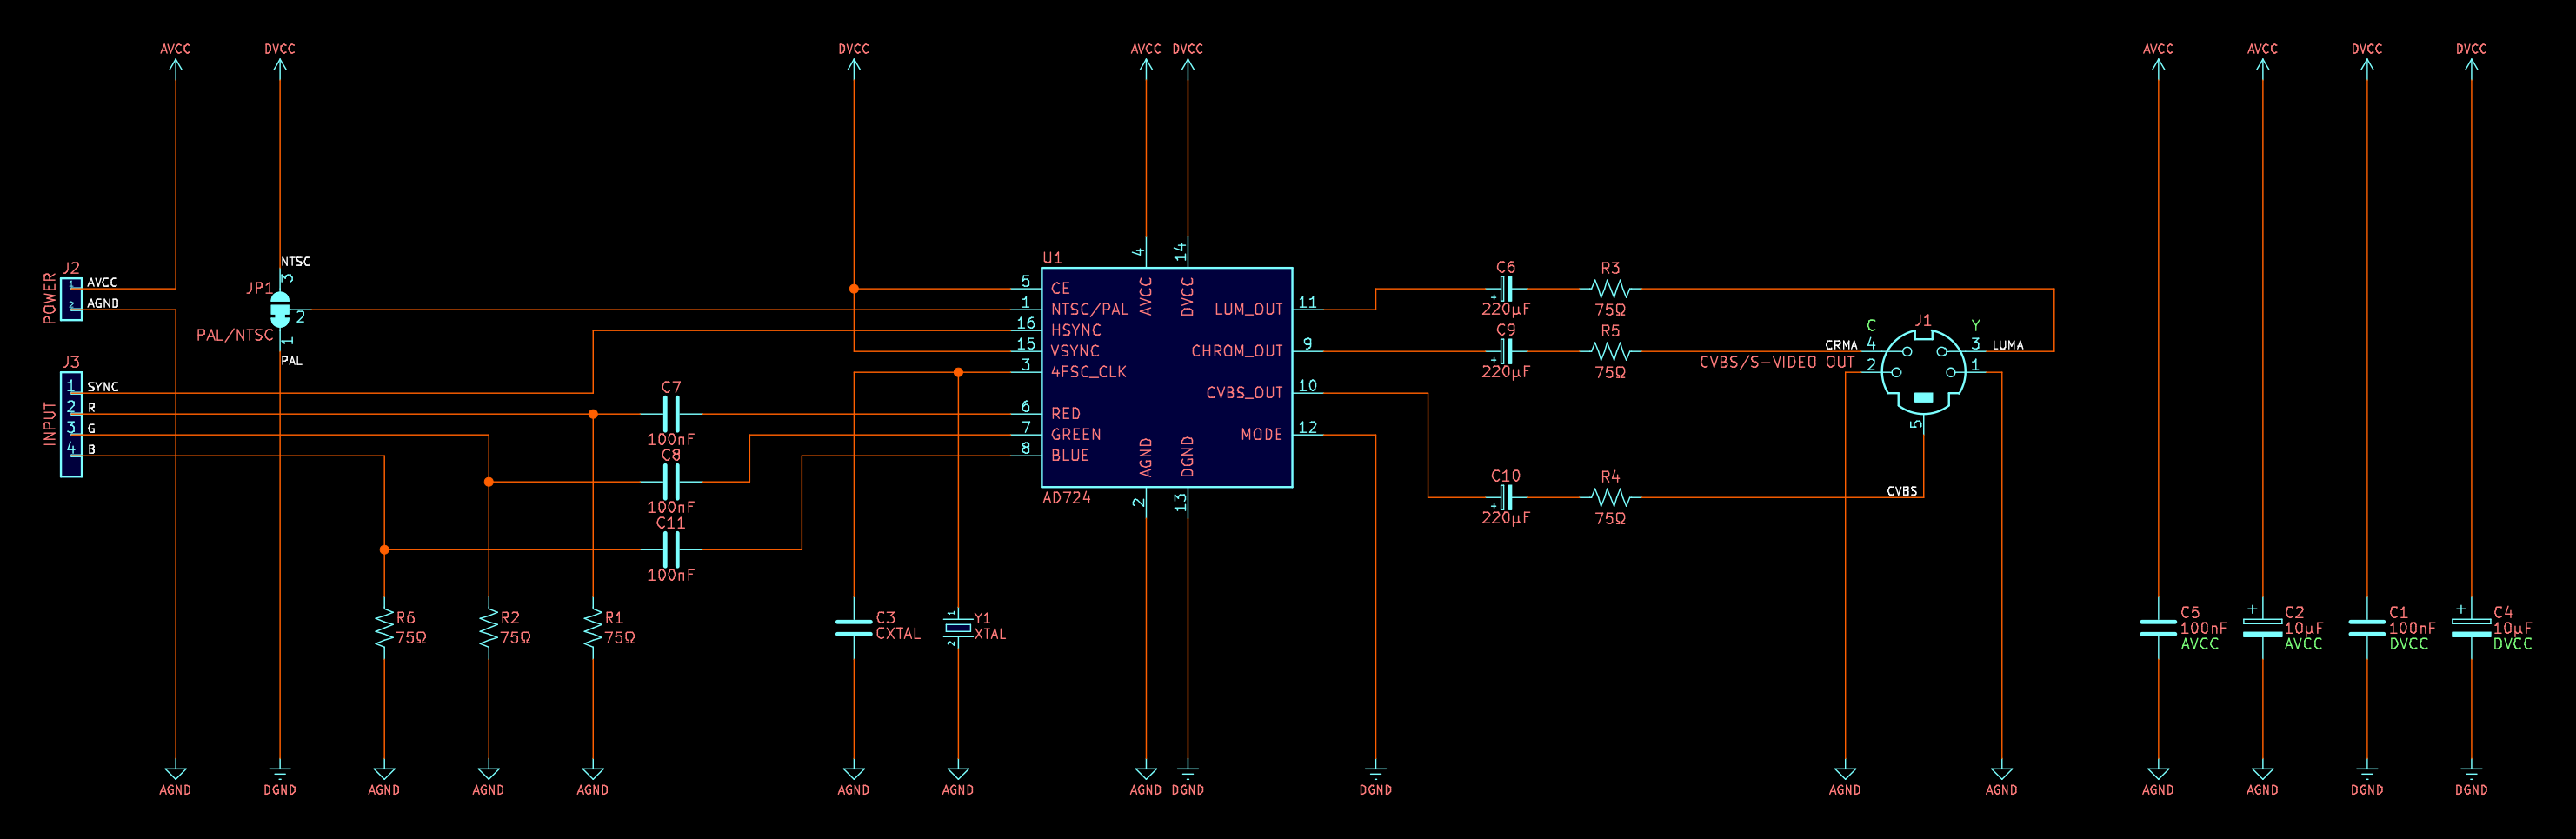 AVCC
DVCC
DVCC
AVCC DVCC
AVCC
AVCC
DVCC
DVCC
J2
POWER
1 AVCC
2 AGND
NTSC
3
JP1
2
PAL/NTSC
1
PAL
J3
INPUT
1 SYNC
2 R
3 G
4 B
C7
100nF
C8
100nF
C11
100nF
R6
75Ω
R2
75Ω
R1
75Ω
C3
CXTAL
1
Y1
XTAL
2
U1
4
14
AVCC
DVCC
5 CE
1 NTSC/PAL
16 HSYNC
15 VSYNC
3 4FSC_CLK
6 RED
7 GREEN
8 BLUE
LUM_OUT 11
CHROM_OUT 9
CVBS_OUT 10
MODE 12
AGND
DGND
AD724
2
13
C6
220µF
R3
75Ω
C9
220µF
R5
75Ω
C10
220µF
R4
75Ω
J1
C
Y
CRMA 4
3 LUMA
CVBS/S-VIDEO OUT
2
1
5
CVBS
C5
100nF
AVCC
C2
10µF
AVCC
C1
100nF
DVCC
C4
10µF
DVCC
AGND
DGND
AGND
AGND
AGND
AGND
AGND
AGND DGND
DGND
AGND
AGND
AGND
AGND
DGND
DGND